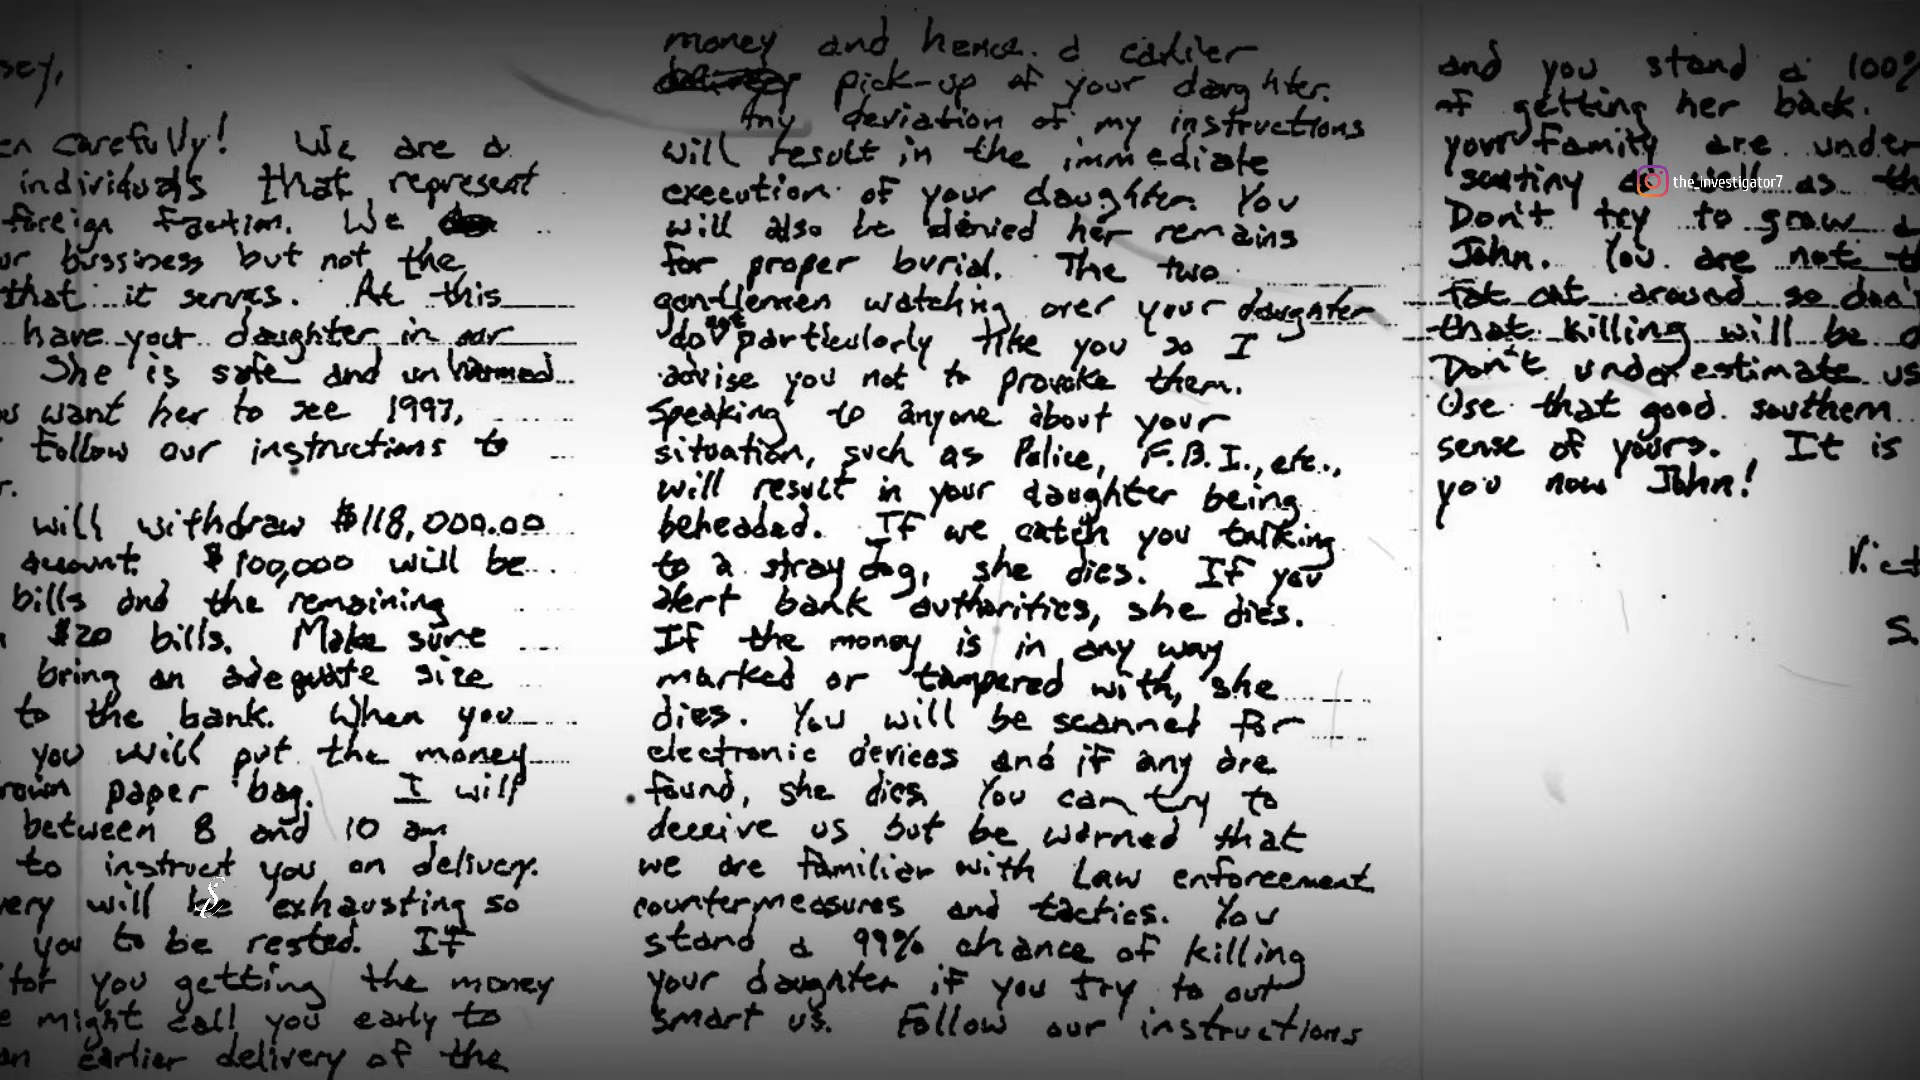 sey,
en carefully! We are a
individuals that represent
foreign faction. We
ur bussiness but not the
that it serves. At this
have your daughter in our
She is safe and unharmed
want her to see 1997,
follow our instructions to
r.
will withdraw $118,000.00
account. $100,000 will be
bills and the remaining
$20 bills. Make sure
bring an adequate size
to the bank. When you
you will put the money
rown paper bag. I will
between 8 and 10 am
to instruct you on delivery.
very will be exhausting so
you to be rested. If
tor you getting the money
e might call you early to
an earlier delivery of the
money and hence. a earlier
delivery pick-up of your daughter.
Any deviation of my instructions
will result in the immediate
execution of your daughter. You
will also be denied her remains
for proper burial. The two
gentlemen watching over your daughter
do not particularly like you so I
advise you not to provoke them.
Speaking to anyone about your
situation, such as Police, F.B.I., etc.,
will result in your daughter being
beheaded. If we catch you talking
to a stray dog, she dies. If you
alert bank authorities, she dies.
If the money is in any way
marked or tampered with, she
dies. You will be scanned for
electronic devices and if any are
found, she dies. You can try to
deceive us but be warned that
we are familiar with Law enforcement
countermeasures and tactics. You
stand a 99% chance of killing
your daughter if you try to out
smart us. Follow our instructions
and you stand a 100%
of getting her back.
your family are under
scutiny as well as th
Don't try to grow a
John. You are not th
fat cat around so don't
that killing will be d
Don't underestimate us
Use that good southern
sense of yours. It is
you now John!
Vict
S.
the_investigator7